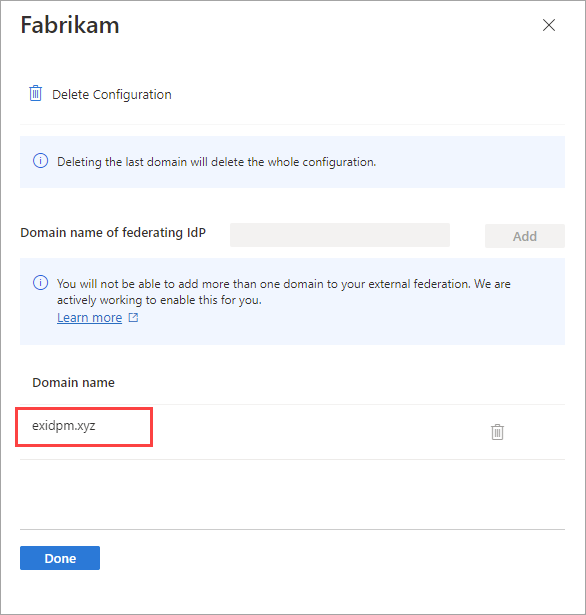 Fabrikam
Delete Configuration
Deleting the last domain will delete the whole configuration.
Domain name of federating IdP
Add
You will not be able to add more than one domain to your external federation. We are
actively working to enable this for you.
Learn more
Domain name
exidpm.xyz
Done